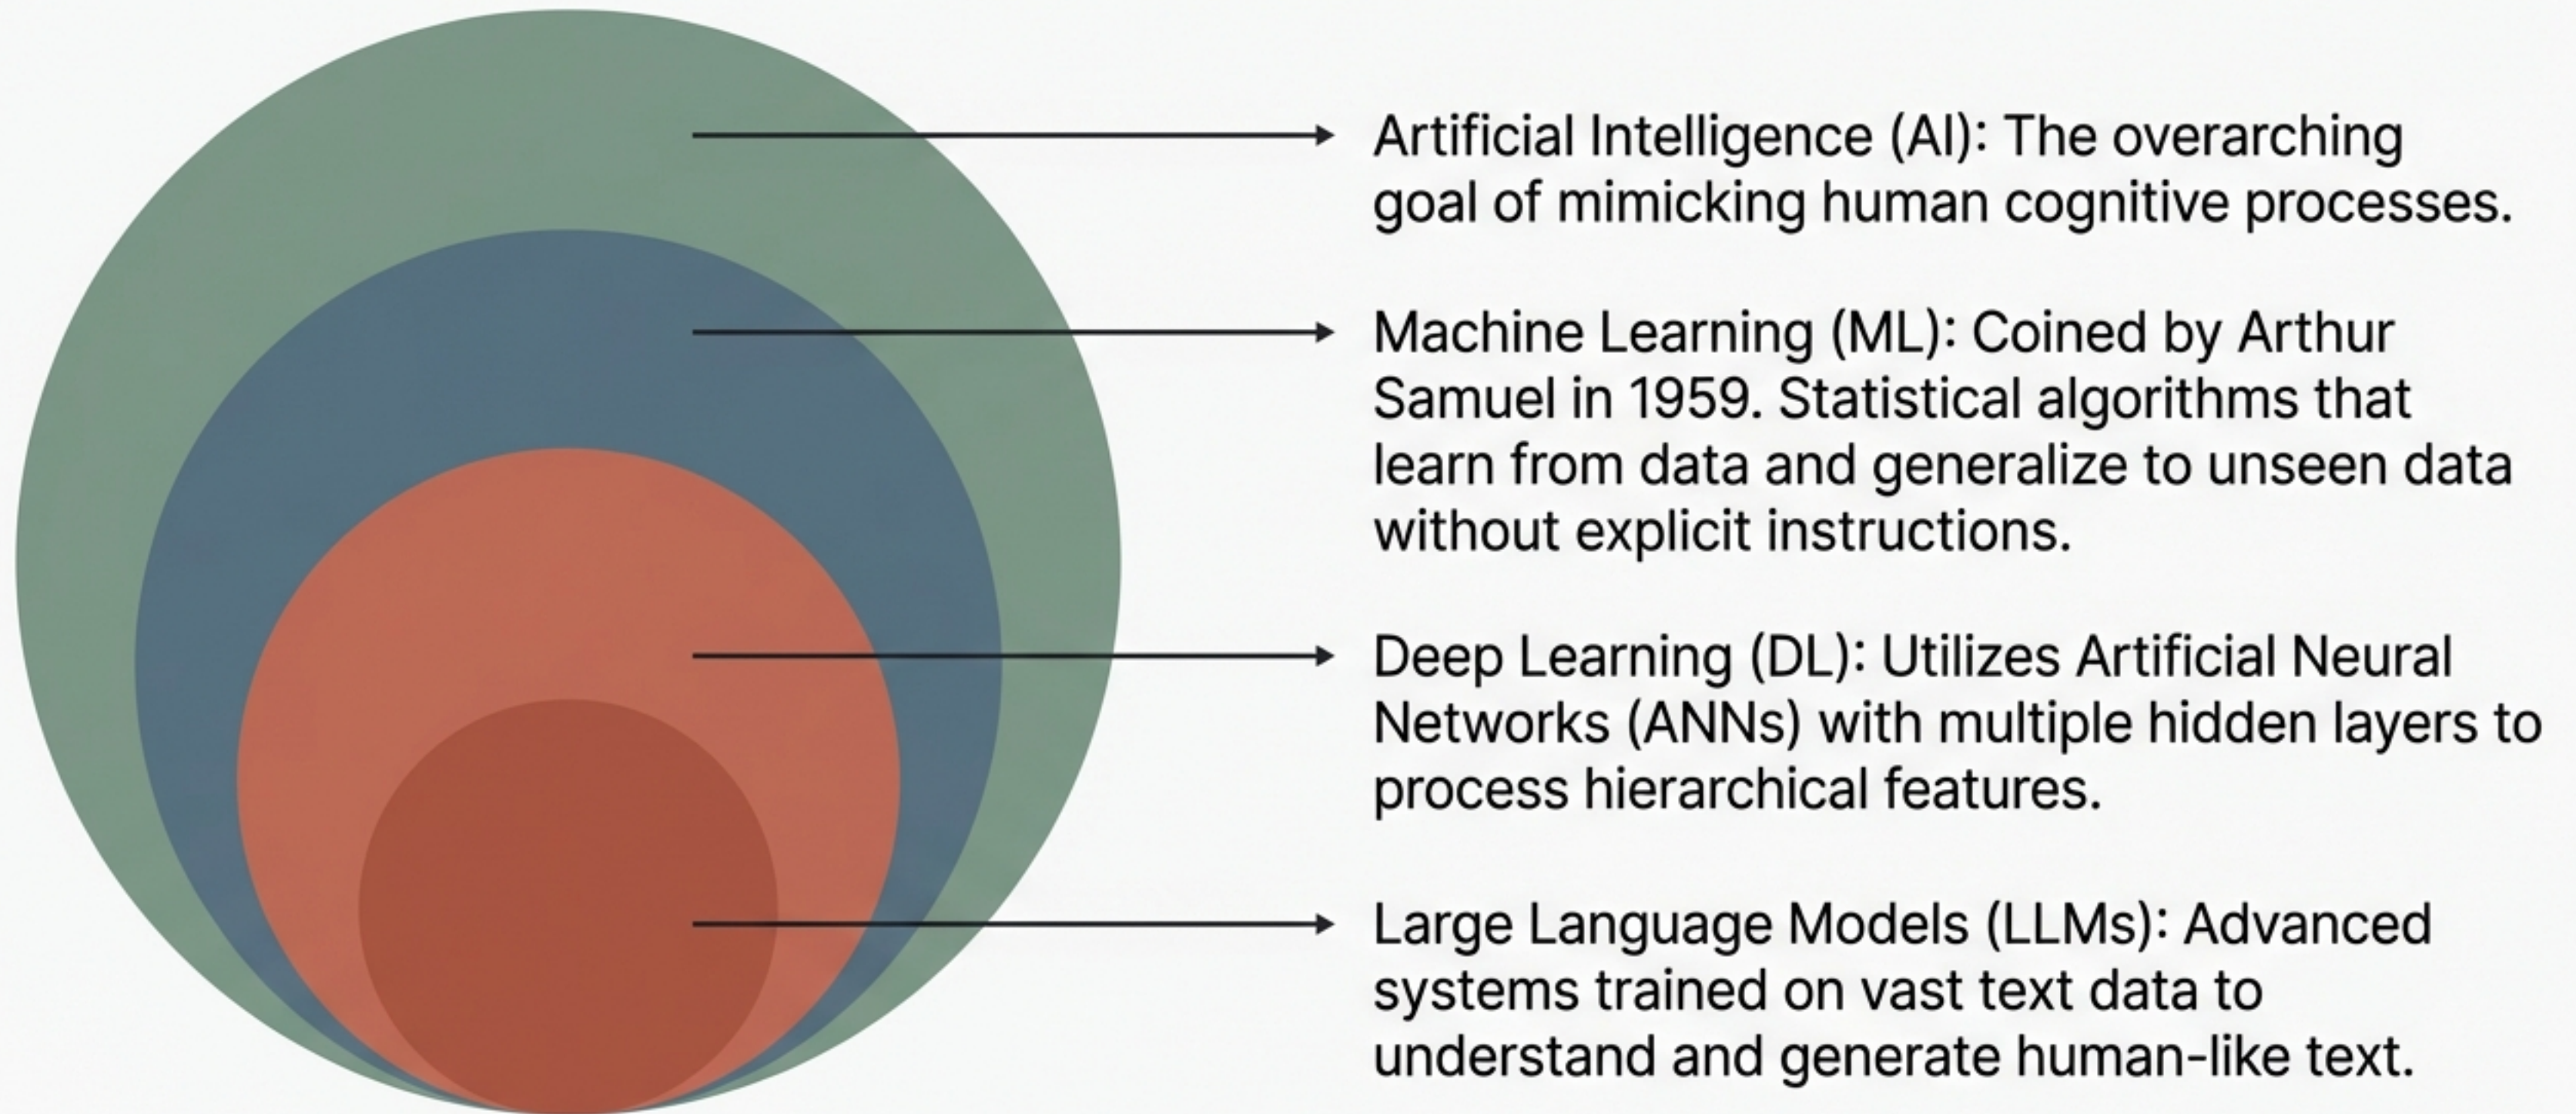 Artificial Intelligence (AI): The overarching
goal of mimicking human cognitive processes.
Machine Learning (ML): Coined by Arthur
Samuel in 1959. Statistical algorithms that
learn from data and generalize to unseen data
without explicit instructions.
Deep Learning (DL): Utilizes Artificial Neural
Networks (ANNs) with multiple hidden layers to
process hierarchical features.
Large Language Models (LLMs): Advanced
systems trained on vast text data to
understand and generate human-like text.